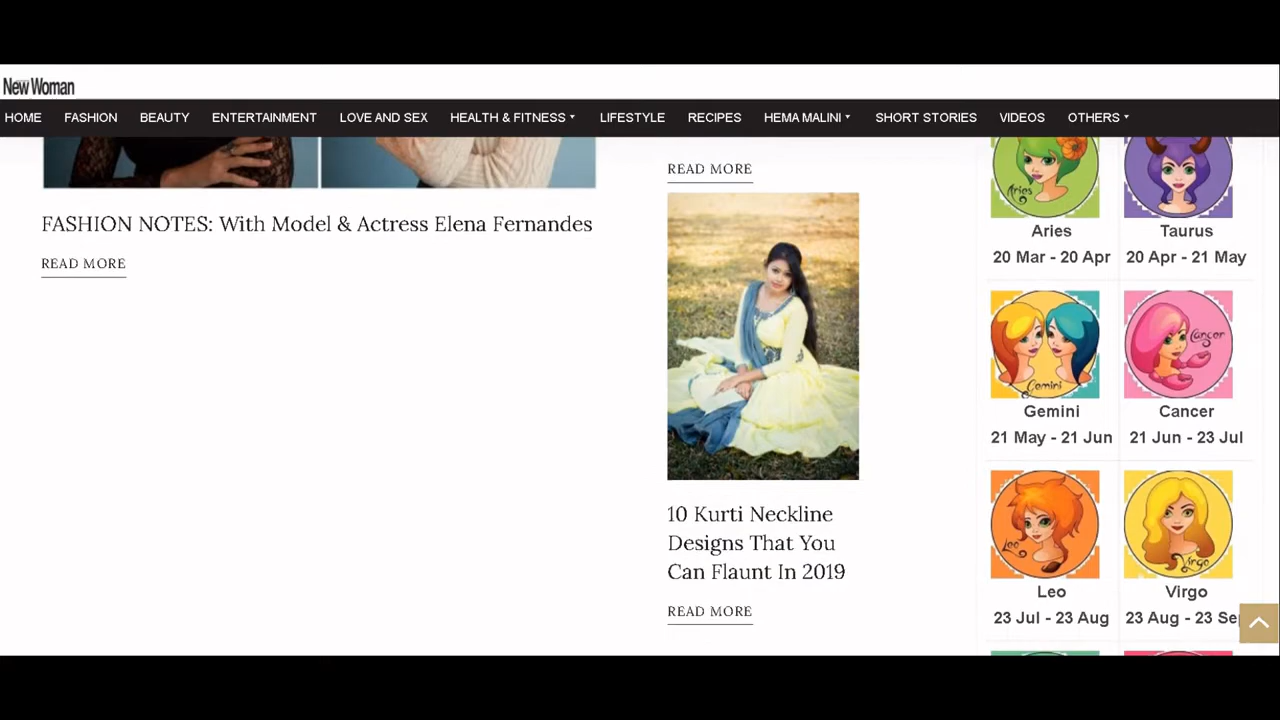 New Woman
HOME FASHION BEAUTY ENTERTAINMENT LOVE AND SEX HEALTH & FITNESS LIFESTYLE RECIPES HEMA MALINI SHORT STORIES VIDEOS OTHERS
FASHION NOTES: With Model & Actress Elena Fernandes
READ MORE
READ MORE
10 Kurti Neckline
Designs That You
Can Flaunt In 2019
READ MORE
Aries
Aries
20 Mar - 20 Apr
Taurus
20 Apr - 21 May
Gemini
Gemini
21 May - 21 Jun
Cancer
Cancer
21 Jun - 23 Jul
Leo
Leo
23 Jul - 23 Aug
Virgo
Virgo
23 Aug - 23 Sep